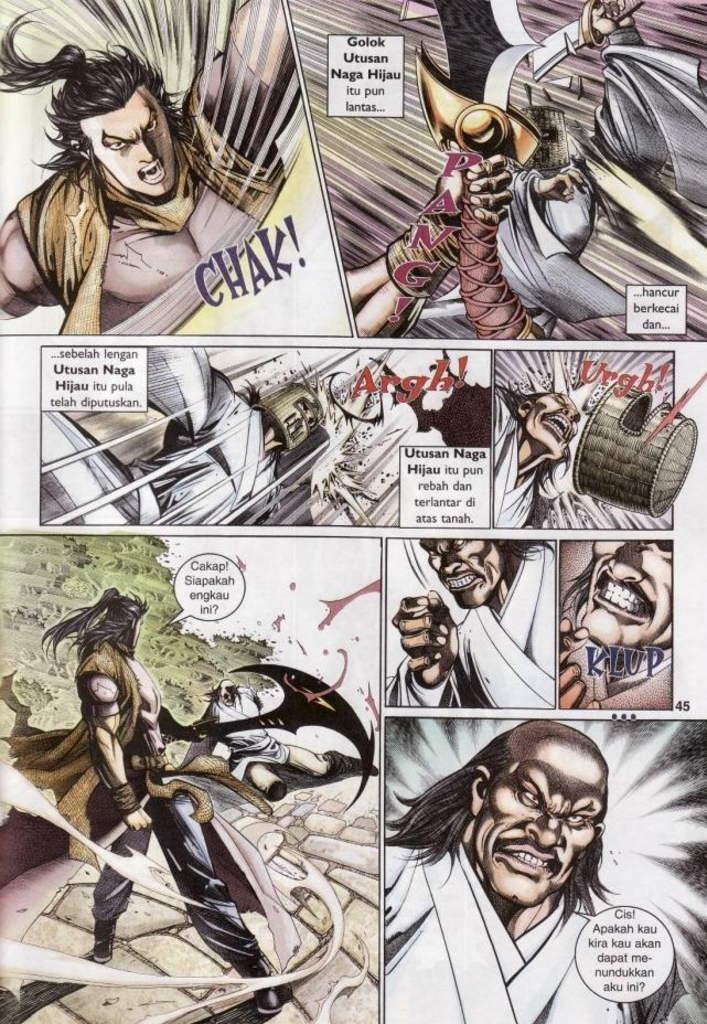 CHAK!
Golok
Utusan
Naga Hijau
itu pun
lantas...
PANG!
...hancur
berkecai
dan...
...sebelah lengan
Utusan Naga
Hijau itu pula
telah diputuskan.
Argh!
Utusan Naga
Hijau itu pun
rebah dan
terlantar di
atas tanah.
Urgh!
Cakap!
Siapakah
engkau
ini?
KLUP
...
45
Cis!
Apakah kau
kira kau akan
dapat me-
nundukkan
aku ini?